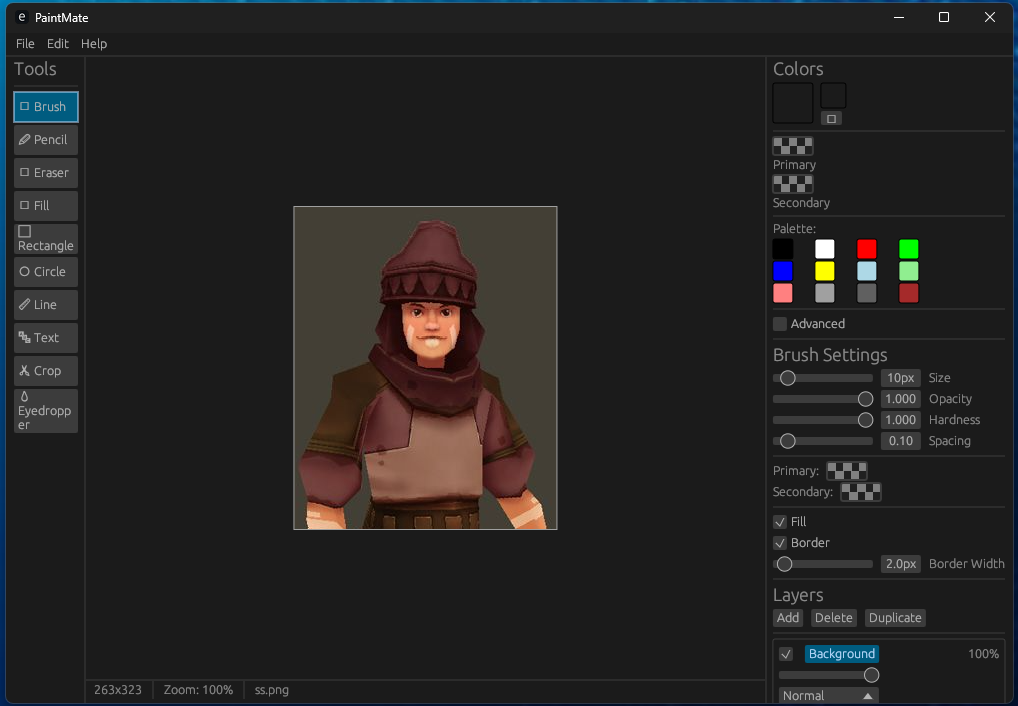 e PaintMate
File Edit Help
Tools
Brush
Pencil
Eraser
Fill
Rectangle
Circle
Line
Text
Crop
Eyedropp
er
263x323 Zoom: 100% ss.png
Colors
Primary
Secondary
Palette:
Advanced
Brush Settings
10px Size
1.000 Opacity
1.000 Hardness
0.10 Spacing
Primary:
Secondary:
Fill
Border
2.0px Border Width
Layers
Add Delete Duplicate
Background 100%
Normal